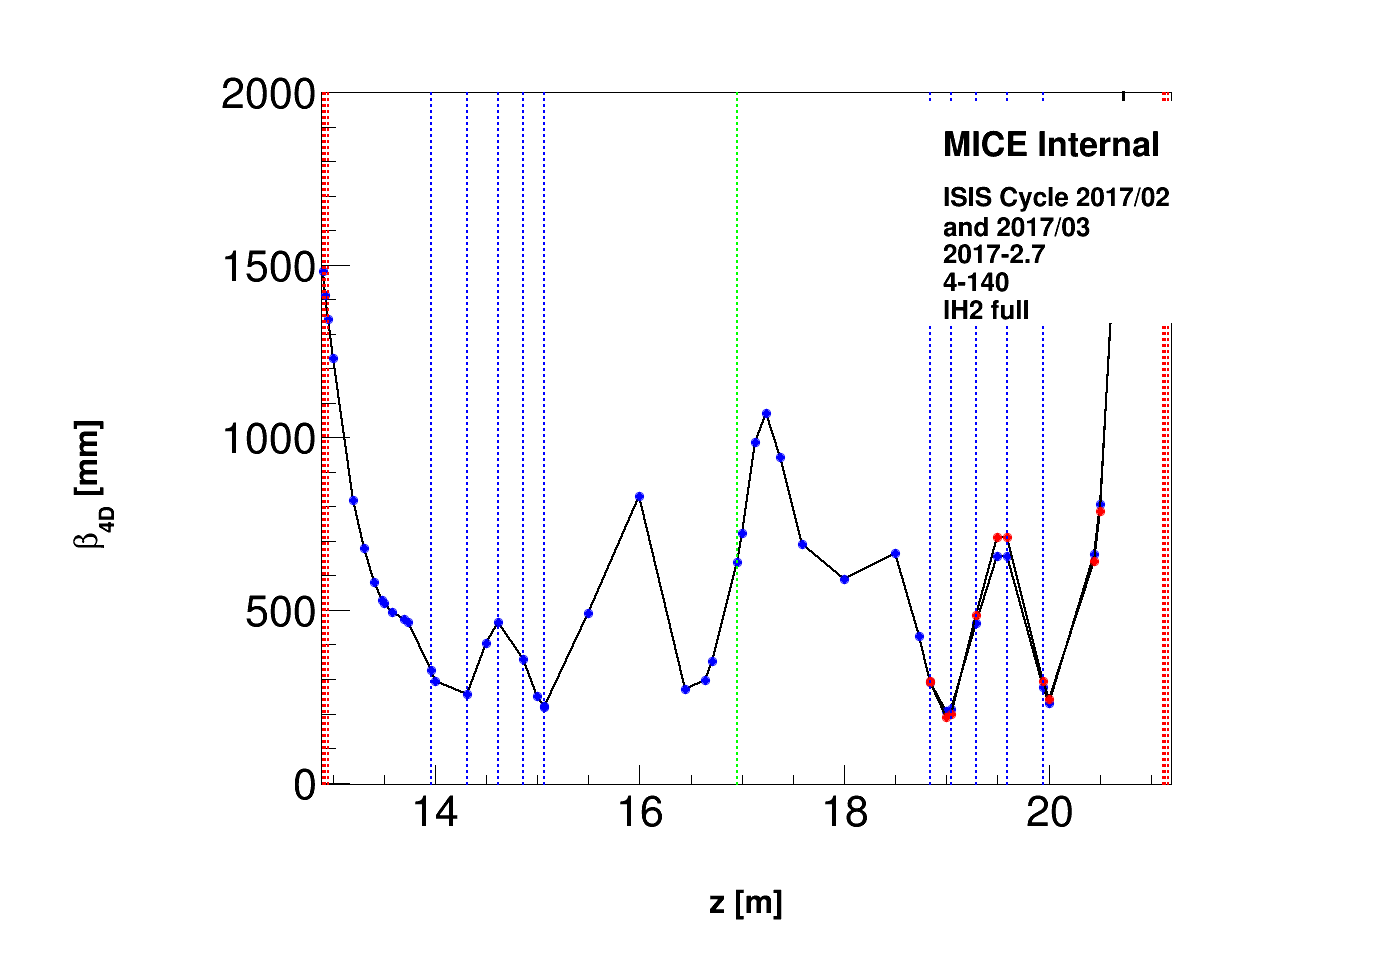 2000
1500
1000
500
0
β4D [mm]
MICE Internal
ISIS Cycle 2017/02
and 2017/03
2017-2.7
4-140
lH2 full
14 16 18 20
z [m]